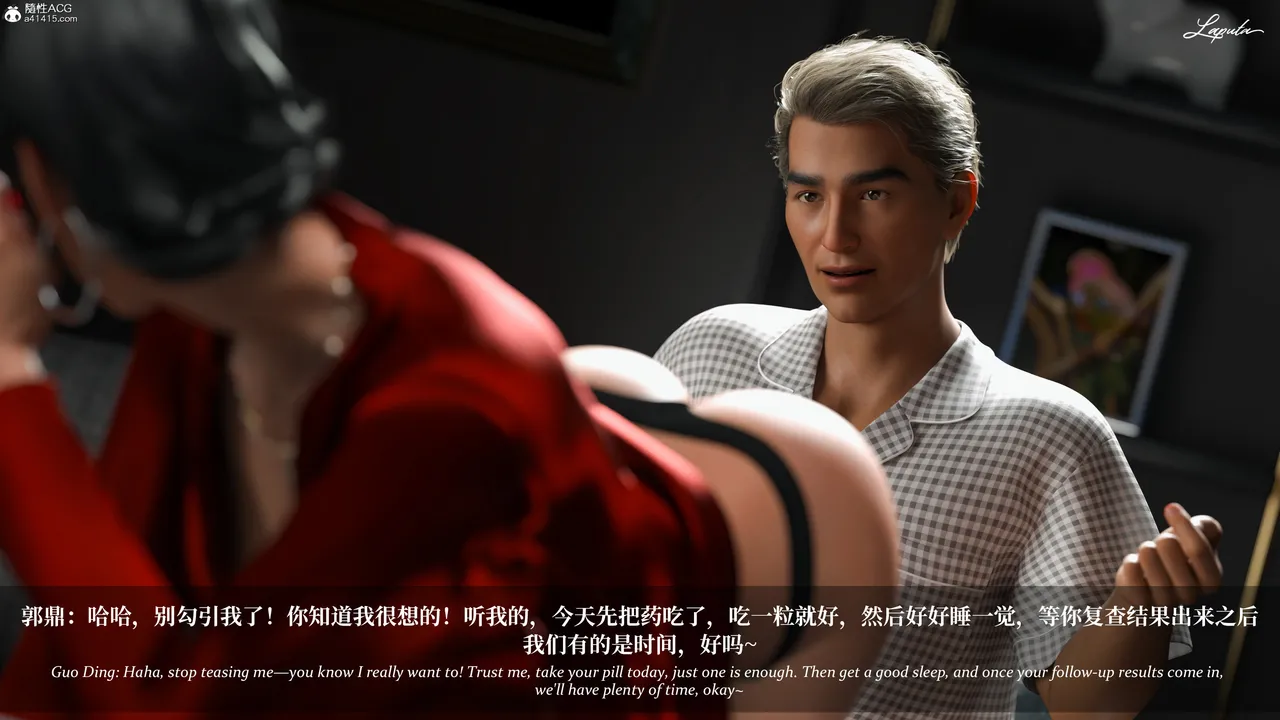 隨性ACG
a41415.com
Laputa
郭鼎：哈哈，别勾引我了！你知道我很想的！听我的，今天先把药吃了，吃一粒就好，然后好好睡一觉，等你复查结果出来之后
我们有的是时间，好吗~
Guo Ding: Haha, stop teasing me—you know I really want to! Trust me, take your pill today, just one is enough. Then get a good sleep, and once your follow-up results come in,
we'll have plenty of time, okay~